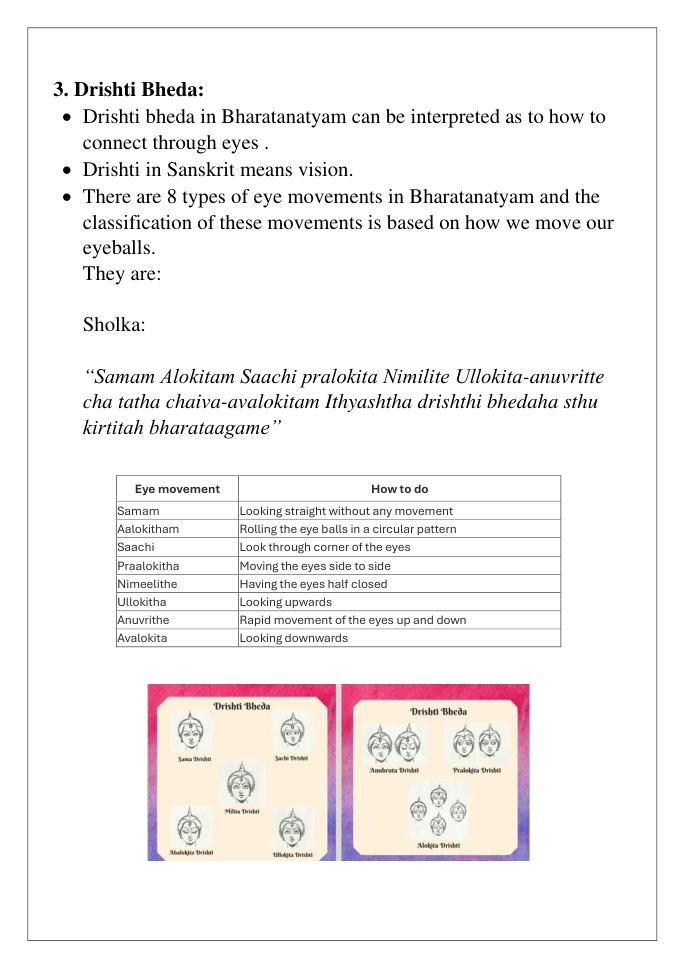 3. Drishti Bheda:
• Drishti bheda in Bharatanatyam can be interpreted as to how to
connect through eyes .
• Drishti in Sanskrit means vision.
• There are 8 types of eye movements in Bharatanatyam and the
classification of these movements is based on how we move our
eyeballs.
They are:
Sholka:
“Samam Alokitam Saachi pralokita Nimilite Ullokita-anuvritte
cha tatha chaiva-avalokitam Ithyashtha drishthi bhedaha sthu
kirtitah bharataagame”
Eye movement How to do
Samam Looking straight without any movement
Aalokitham Rolling the eye balls in a circular pattern
Saachi Look through corner of the eyes
Praalokitha Moving the eyes side to side
Nimeelithe Having the eyes half closed
Ullokitha Looking upwards
Anuvrithe Rapid movement of the eyes up and down
Avalokita Looking downwards
Drishti Bheda
Sama Drishti Sachi Drishti
Milita Drishti
Abalokita Drishti Ullokita Drishti
Drishti Bheda
Anubruta Drishti Pralokita Drishti
Alokita Drishti